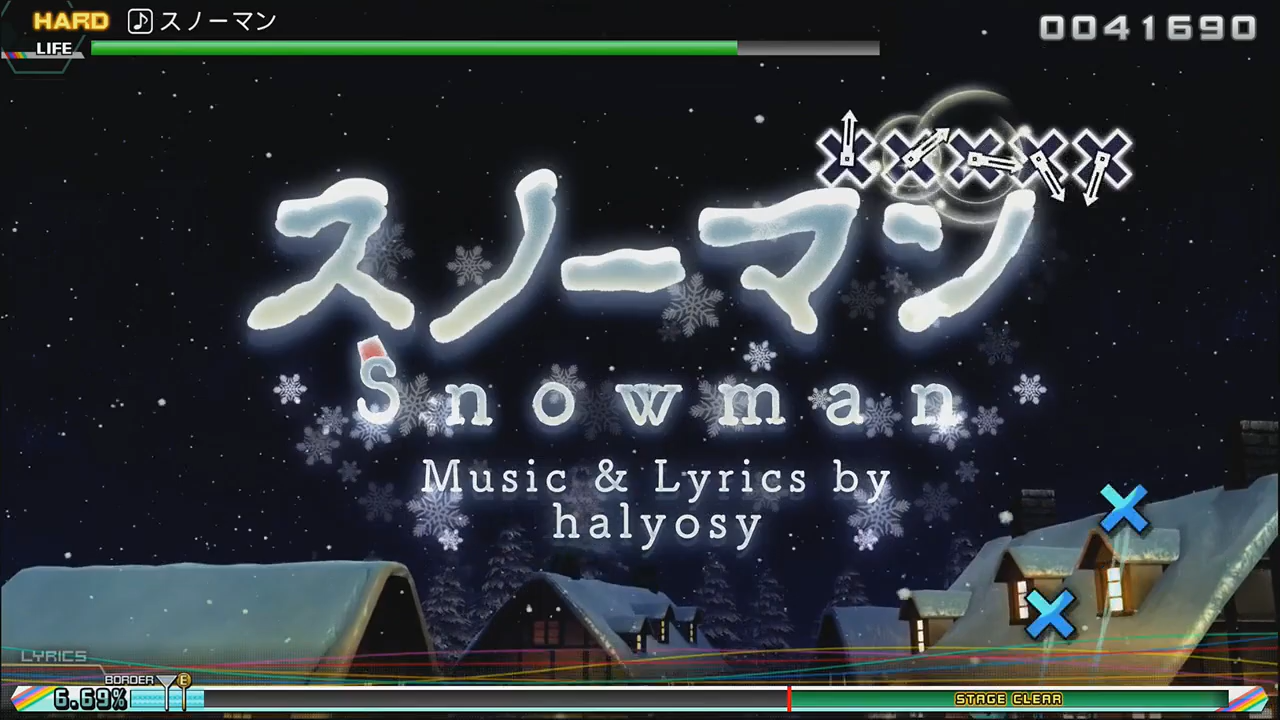 HARD ♪ スノーマン
0041690
LIFE
スノーマン
Snowman
Music & Lyrics by
halyosy
LYRICS
BORDER E
6.69%
STAGE CLEAR